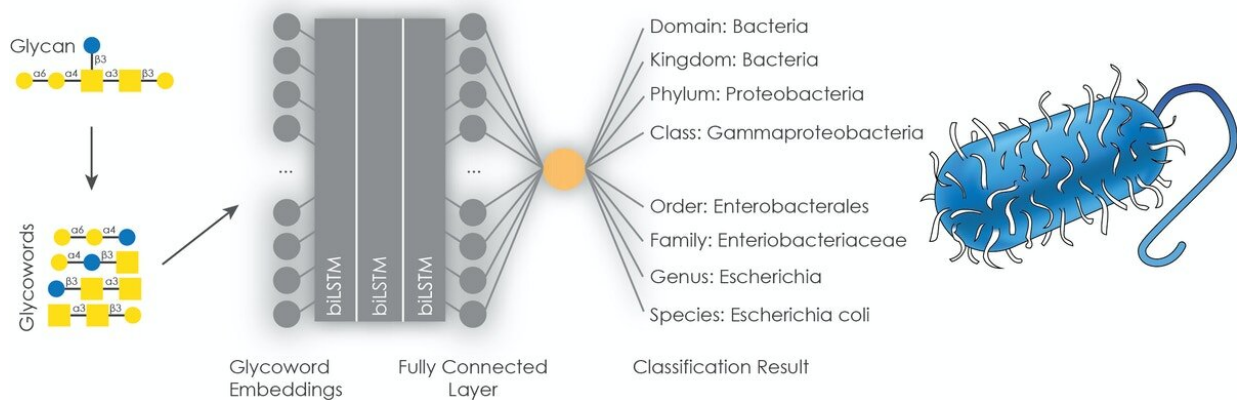 Glycan
β3
α6 α4 α3 β3
Glycowords
α6 α4
α4 β3
β3 α3
α3 β3
...
biLSTM
biLSTM
biLSTM
...
Glycoword
Embeddings
Fully Connected
Layer
Domain: Bacteria
Kingdom: Bacteria
Phylum: Proteobacteria
Class: Gammaproteobacteria
Order: Enterobacterales
Family: Enteriobacteriaceae
Genus: Escherichia
Species: Escherichia coli
Classification Result